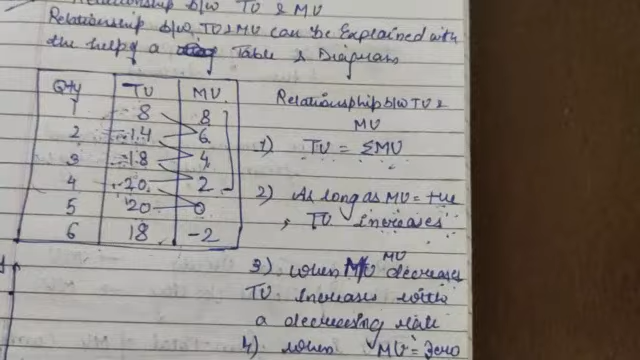 Relationship b/w TU & MU
Relationship b/w TU & MU can be Explained with
the help of a Table & Diagram
Qty TU MU
1 8 8
2 14 6
3 18 4
4 20 2
5 20 0
6 18 -2
Relationship b/w TU &
MU
1) TU = ΣMU
2) As long as MU = +ve
, TU increases
3) when MU decreases
TU increases with
a decreasing rate
4) when MU = zero